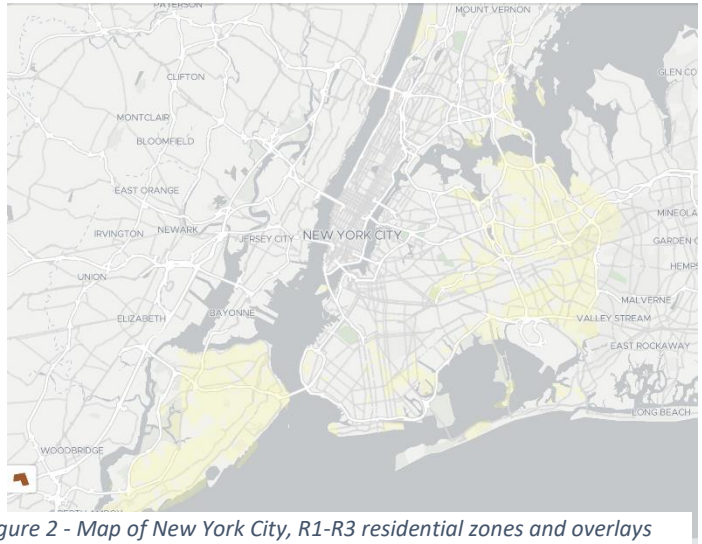 PATERSON
MOUNT VERNON
CLIFTON
GLEN CO
MONTCLAIR
BLOOMFIELD
EAST ORANGE
MINEOLA
IRVINGTON
NEWARK
JERSEY CITY
NEW YORK CITY
GARDEN C
HEMPS
UNION
ELIZABETH
BAYONNE
MALVERNE
VALLEY STREAM
EAST ROCKAWAY
LONG BEACH
WOODBRIDGE
PERTH AMBOY
gure 2 - Map of New York City, R1-R3 residential zones and overlays